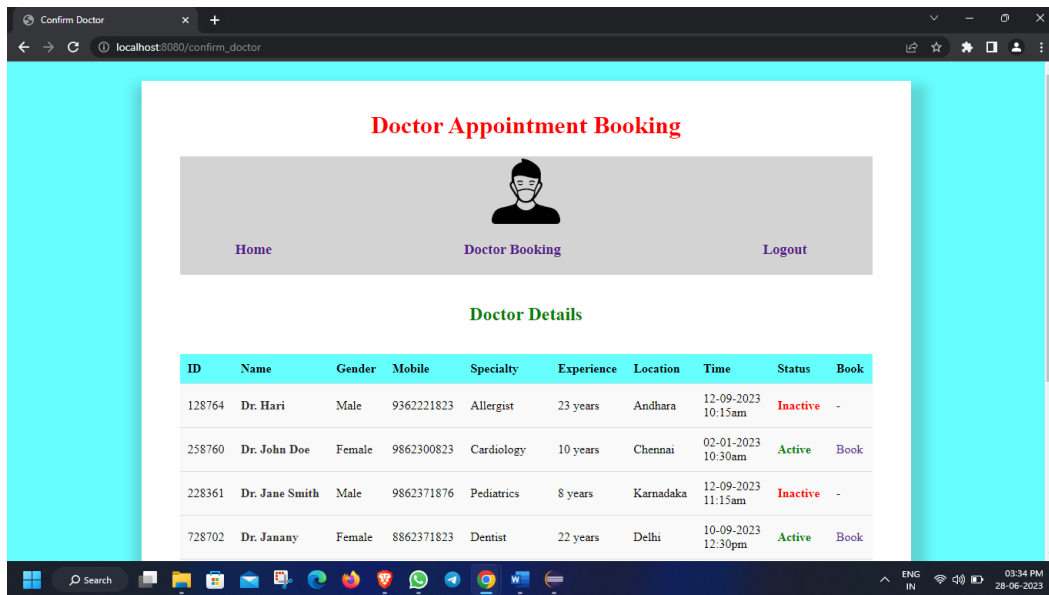 Confirm Doctor
localhost:8080/confirm_doctor
Doctor Appointment Booking
Home Doctor Booking Logout
Doctor Details
ID Name Gender Mobile Specialty Experience Location Time Status Book
128764 Dr. Hari Male 9362221823 Allergist 23 years Andhara 12-09-2023 10:15am Inactive -
258760 Dr. John Doe Female 9862300823 Cardiology 10 years Chennai 02-01-2023 10:30am Active Book
228361 Dr. Jane Smith Male 9862371876 Pediatrics 8 years Karnadaka 12-09-2023 11:15am Inactive -
728702 Dr. Janany Female 8862371823 Dentist 22 years Delhi 10-09-2023 12:30pm Active Book
Search ENG 03:34 PM
IN 28-06-2023